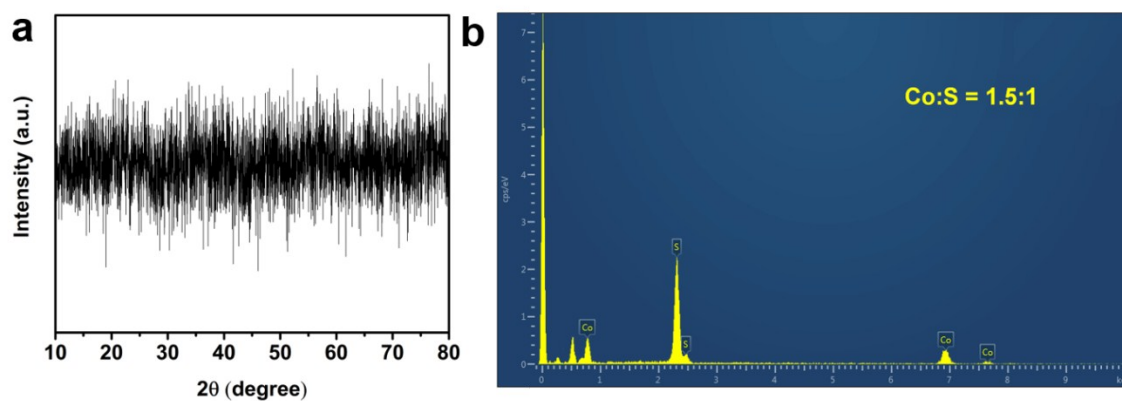 a
Intensity (a.u.)
10 20 30 40 50 60 70 80
2θ (degree)
b
Co:S = 1.5:1
cps/eV
7
6
5
4
3
2
1
0
S
Co
S
Co
Co
0 1 2 3 4 5 6 7 8 9